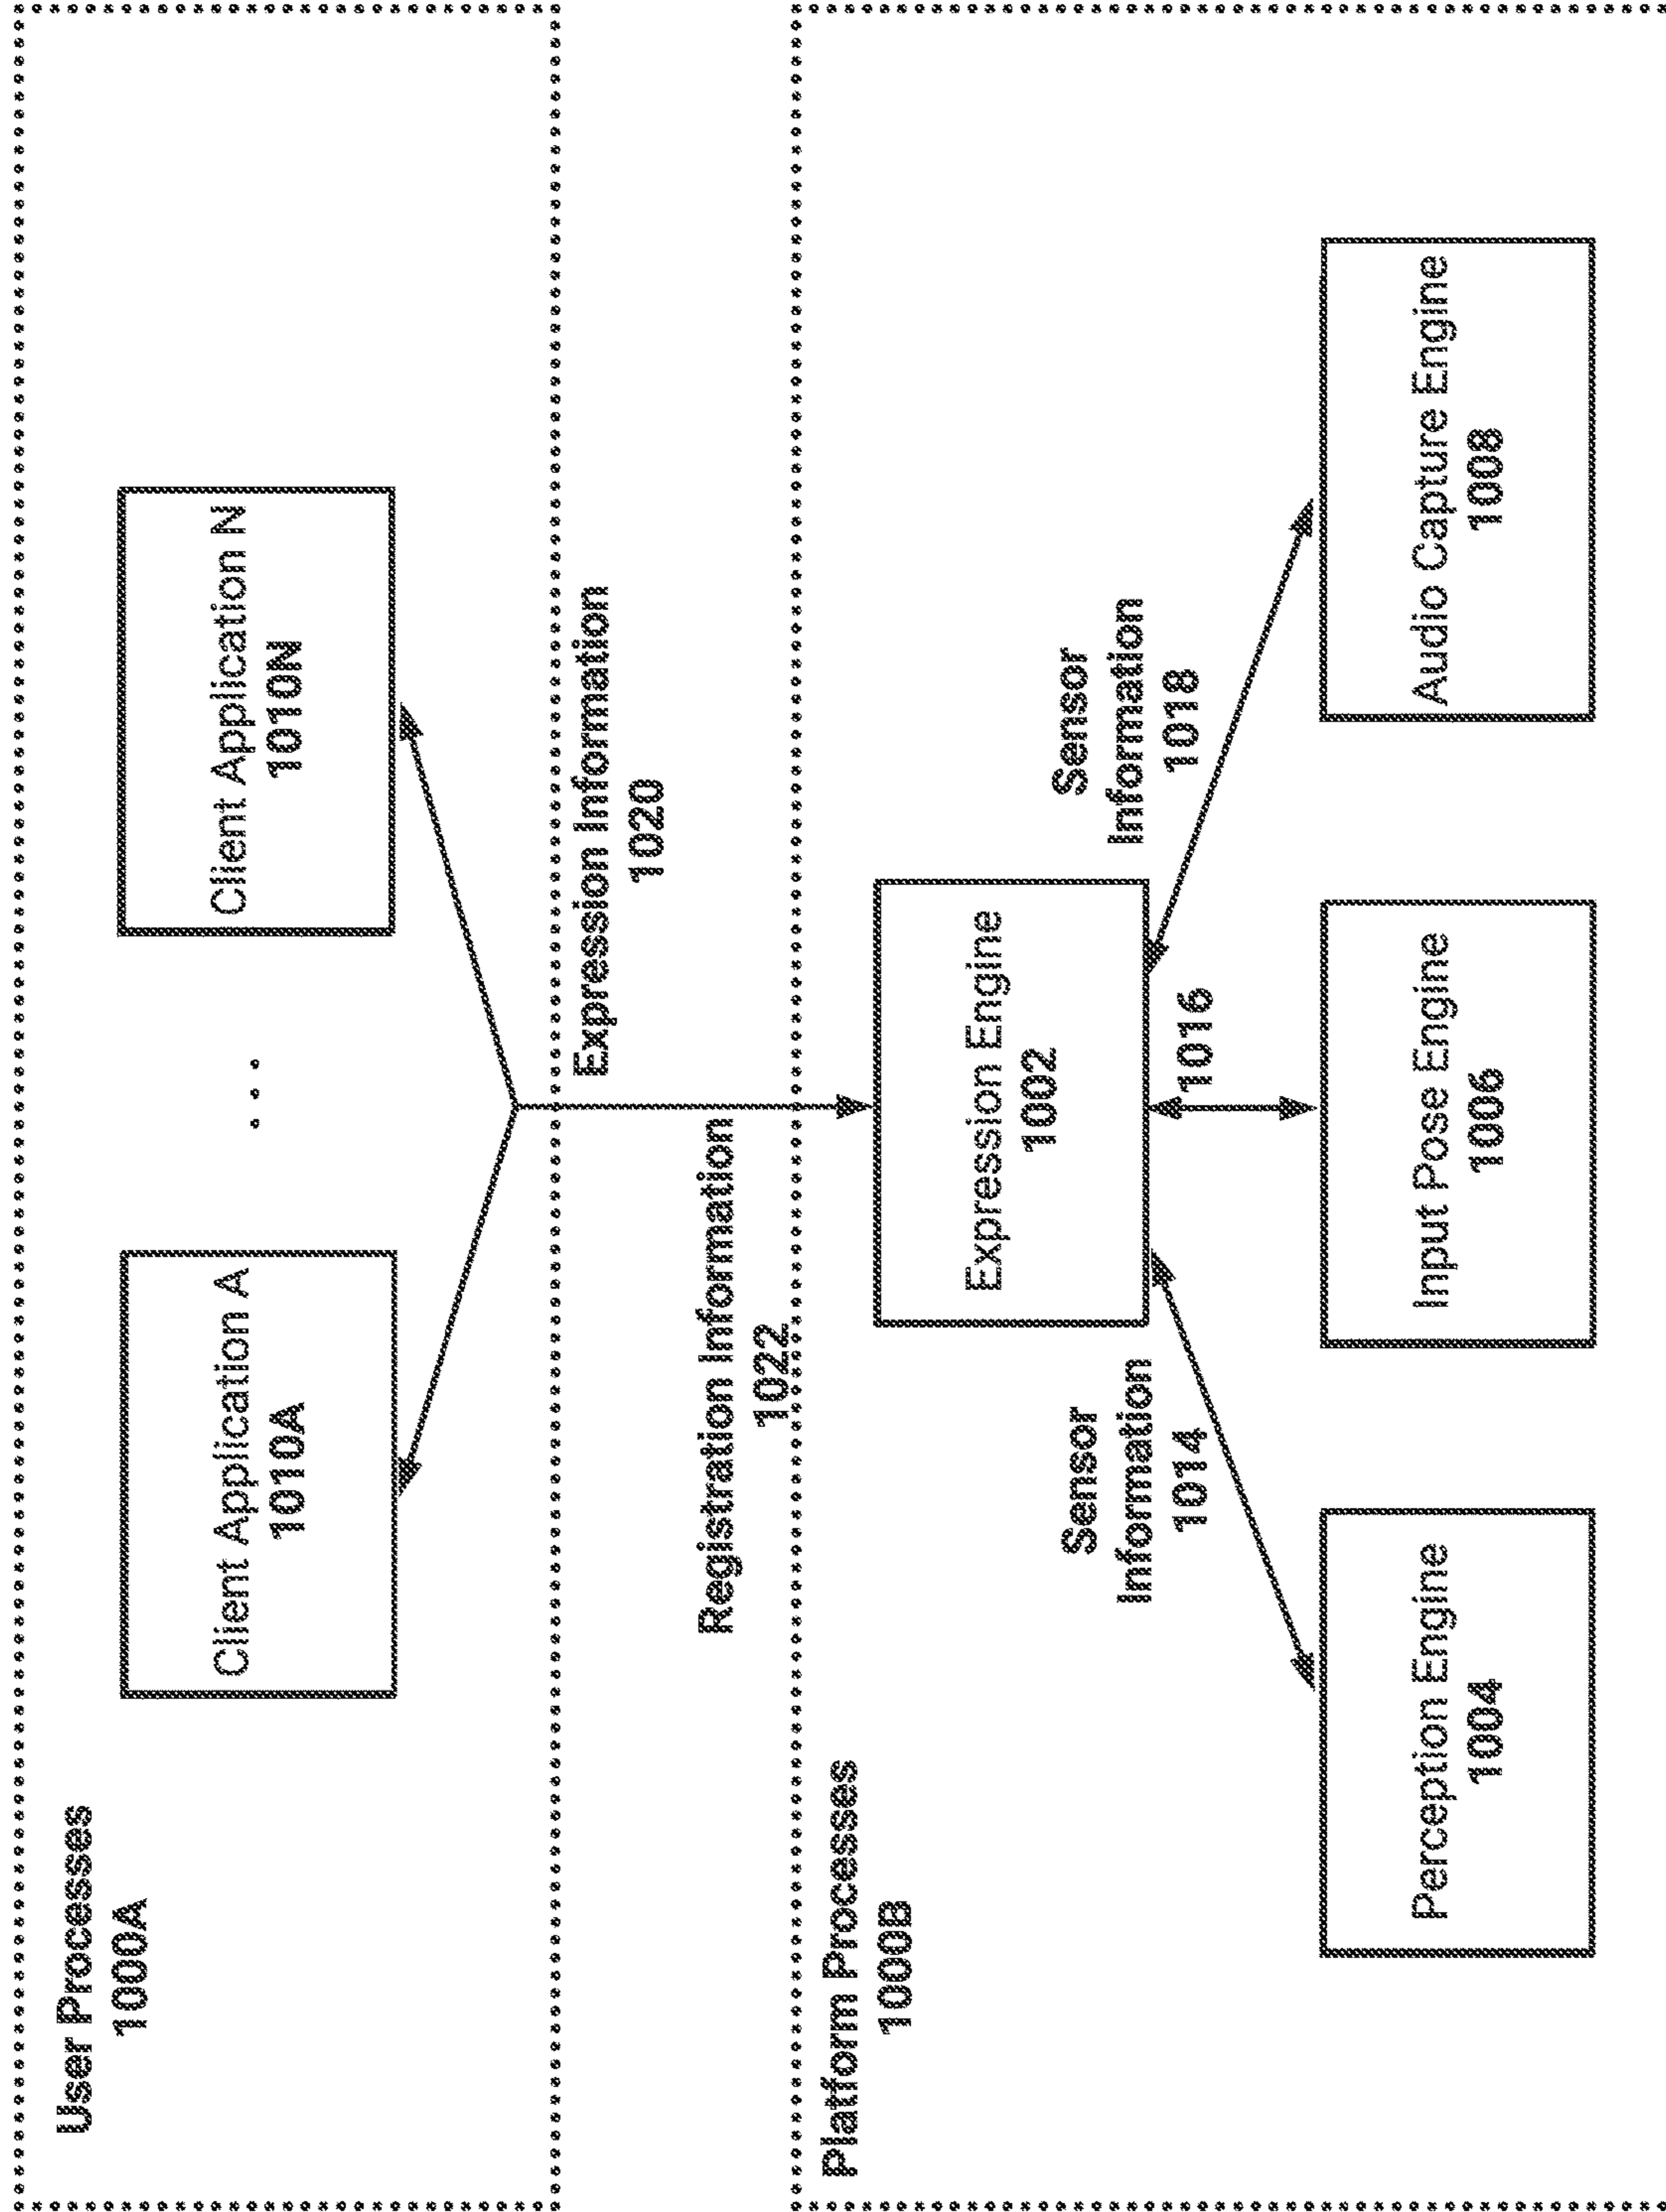 User Processes
1000A
Client Application A
1010A
. . .
Client Application N
1010N
Expression Information
1020
Registration Information
1022
Platform Processes
1000B
Expression Engine
1002
Sensor
Information
1014
1016
Sensor
Information
1018
Perception Engine
1004
Input Pose Engine
1006
Audio Capture Engine
1008